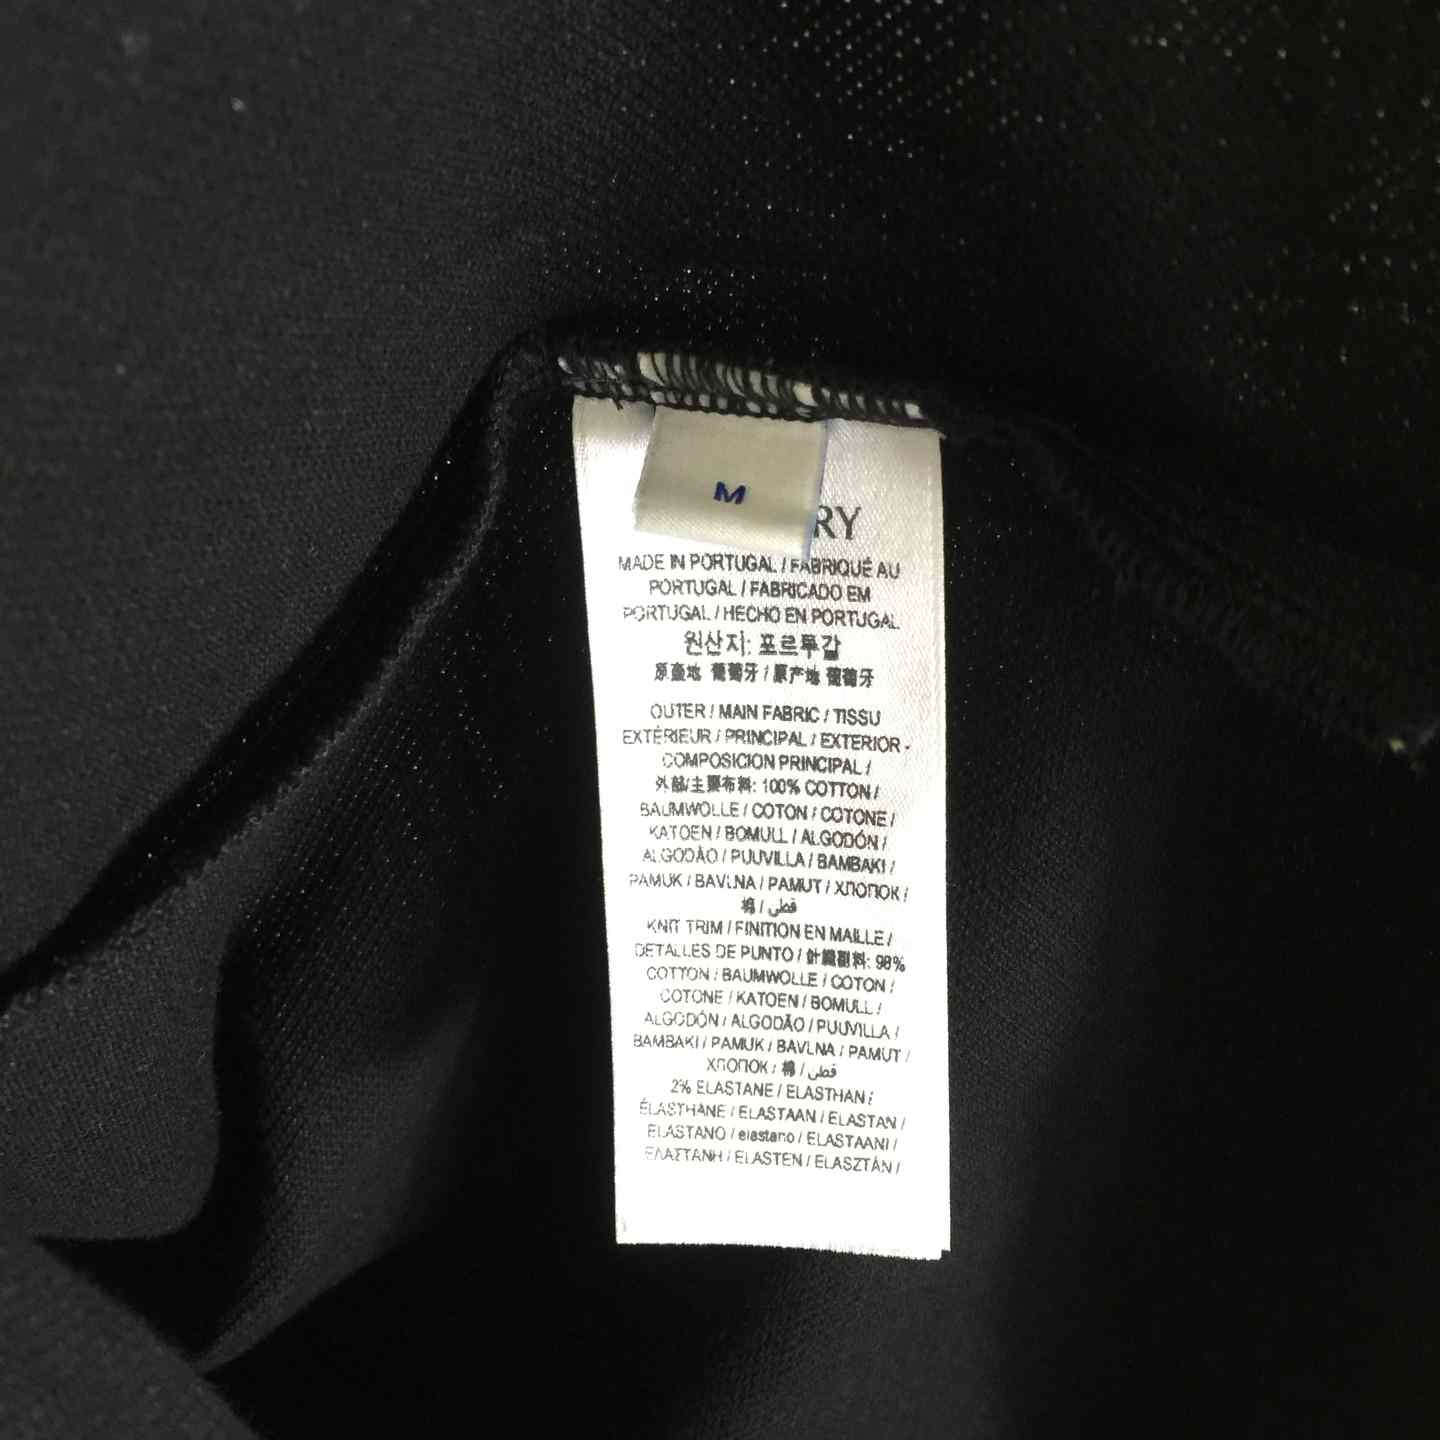 M
RY
MADE IN PORTUGAL / FABRIQUÉ AU
PORTUGAL / FABRICADO EM
PORTUGAL / HECHO EN PORTUGAL
원산지: 포르투갈
原產地 葡萄牙 / 原产地 葡萄牙
OUTER / MAIN FABRIC / TISSU
EXTÉRIEUR / PRINCIPAL / EXTERIOR -
COMPOSICION PRINCIPAL /
外部/主要布料: 100% COTTON /
BAUMWOLLE / COTON / COTONE /
KATOEN / BOMULL / ALGODÓN /
ALGODÃO / PUUVILLA / BAMBAKI /
PAMUK / BAVLNA / PAMUT / ХЛОПОК /
棉 / قطن
KNIT TRIM / FINITION EN MAILLE /
DETALLES DE PUNTO / 針織副料: 98%
COTTON / BAUMWOLLE / COTON /
COTONE / KATOEN / BOMULL /
ALGODÓN / ALGODÃO / PUUVILLA /
BAMBAKI / PAMUK / BAVLNA / PAMUT /
ХЛОПОК / 棉 / قطن
2% ELASTANE / ELASTHAN /
ÉLASTHANE / ELASTAAN / ELASTAN /
ELASTANO / elastano / ELASTAANI /
ΕΛΑΣΤΑΝΗ / ELASTEN / ELASZTÁN /